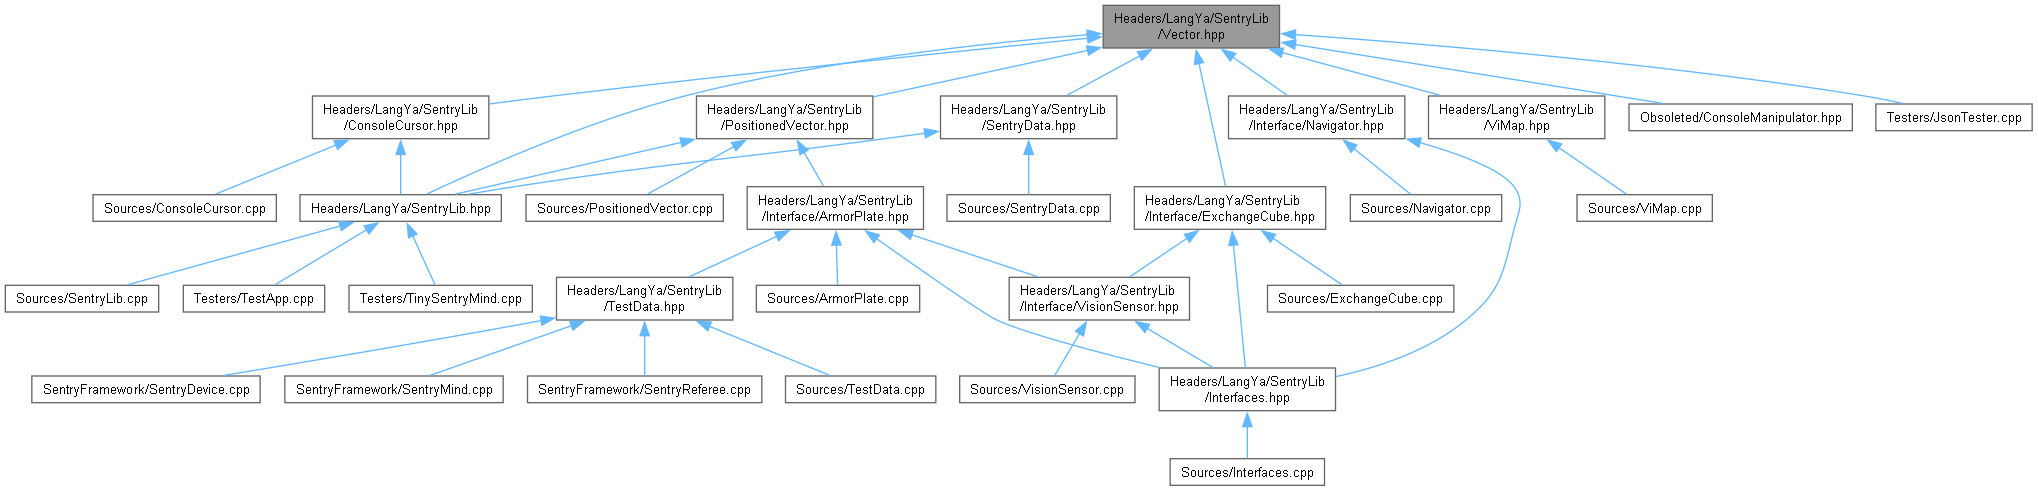 Headers/LangYa/SentryLib
/Vector.hpp
Headers/LangYa/SentryLib
/ConsoleCursor.hpp
Headers/LangYa/SentryLib
/PositionedVector.hpp
Headers/LangYa/SentryLib
/SentryData.hpp
Headers/LangYa/SentryLib
/Interface/Navigator.hpp
Headers/LangYa/SentryLib
/ViMap.hpp
Obsoleted/ConsoleManipulator.hpp
Testers/JsonTester.cpp
Sources/ConsoleCursor.cpp
Headers/LangYa/SentryLib.hpp
Sources/PositionedVector.cpp
Headers/LangYa/SentryLib
/Interface/ArmorPlate.hpp
Sources/SentryData.cpp
Headers/LangYa/SentryLib
/Interface/ExchangeCube.hpp
Sources/Navigator.cpp
Sources/ViMap.cpp
Sources/SentryLib.cpp
Testers/TestApp.cpp
Testers/TinySentryMind.cpp
Headers/LangYa/SentryLib
/TestData.hpp
Sources/ArmorPlate.cpp
Headers/LangYa/SentryLib
/Interface/VisionSensor.hpp
Sources/ExchangeCube.cpp
SentryFramework/SentryDevice.cpp
SentryFramework/SentryMind.cpp
SentryFramework/SentryReferee.cpp
Sources/TestData.cpp
Sources/VisionSensor.cpp
Headers/LangYa/SentryLib
/Interfaces.hpp
Sources/Interfaces.cpp